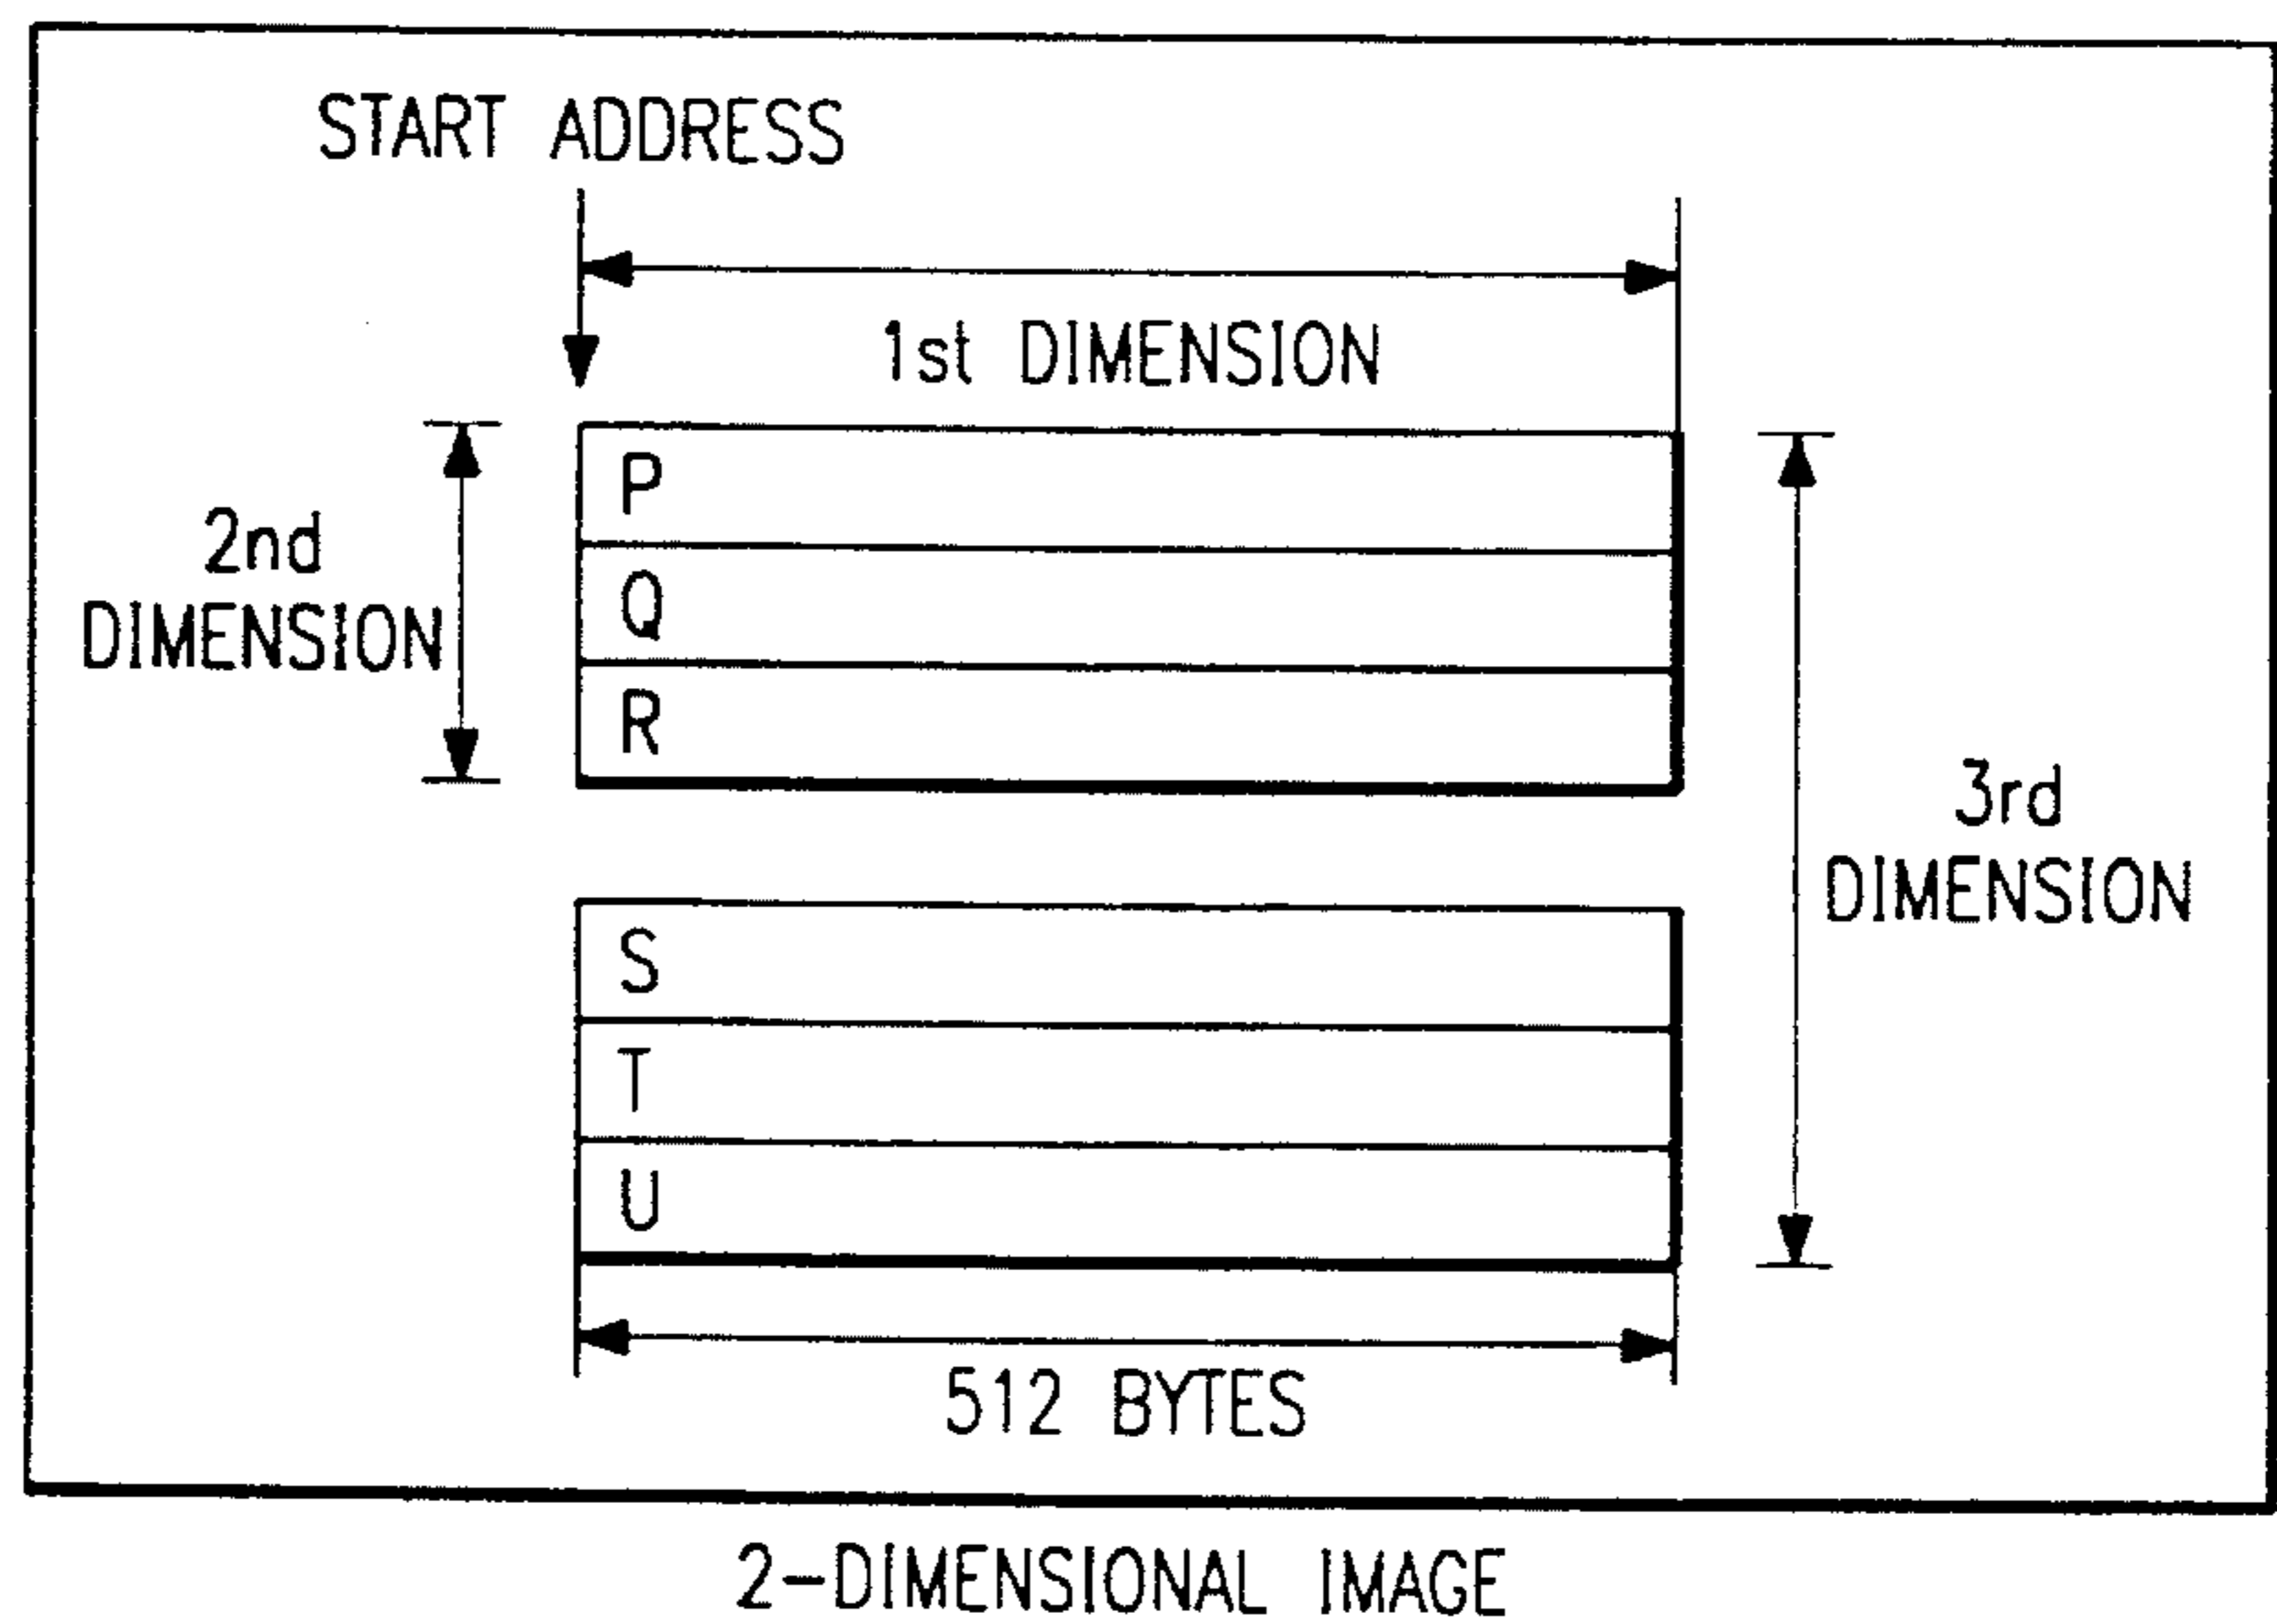 START ADDRESS
1st DIMENSION
P
2nd
DIMENSION
Q
R
3rd
DIMENSION
S
T
U
512 BYTES
2-DIMENSIONAL IMAGE